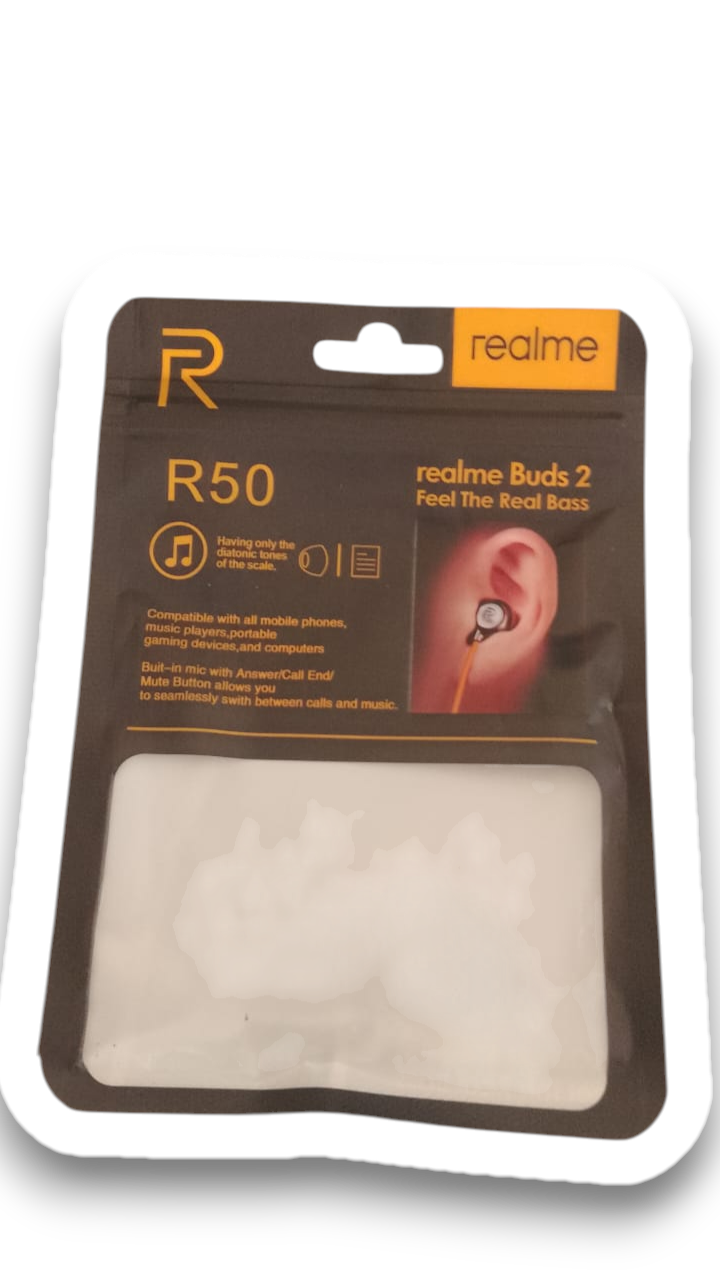 R
realme
R50
realme Buds 2
Feel The Real Bass
Having only the
diatonic tones
of the scale.
Compatible with all mobile phones,
music players,portable
gaming devices,and computers
Buit-in mic with Answer/Call End/
Mute Button allows you
to seamlessly swith between calls and music.